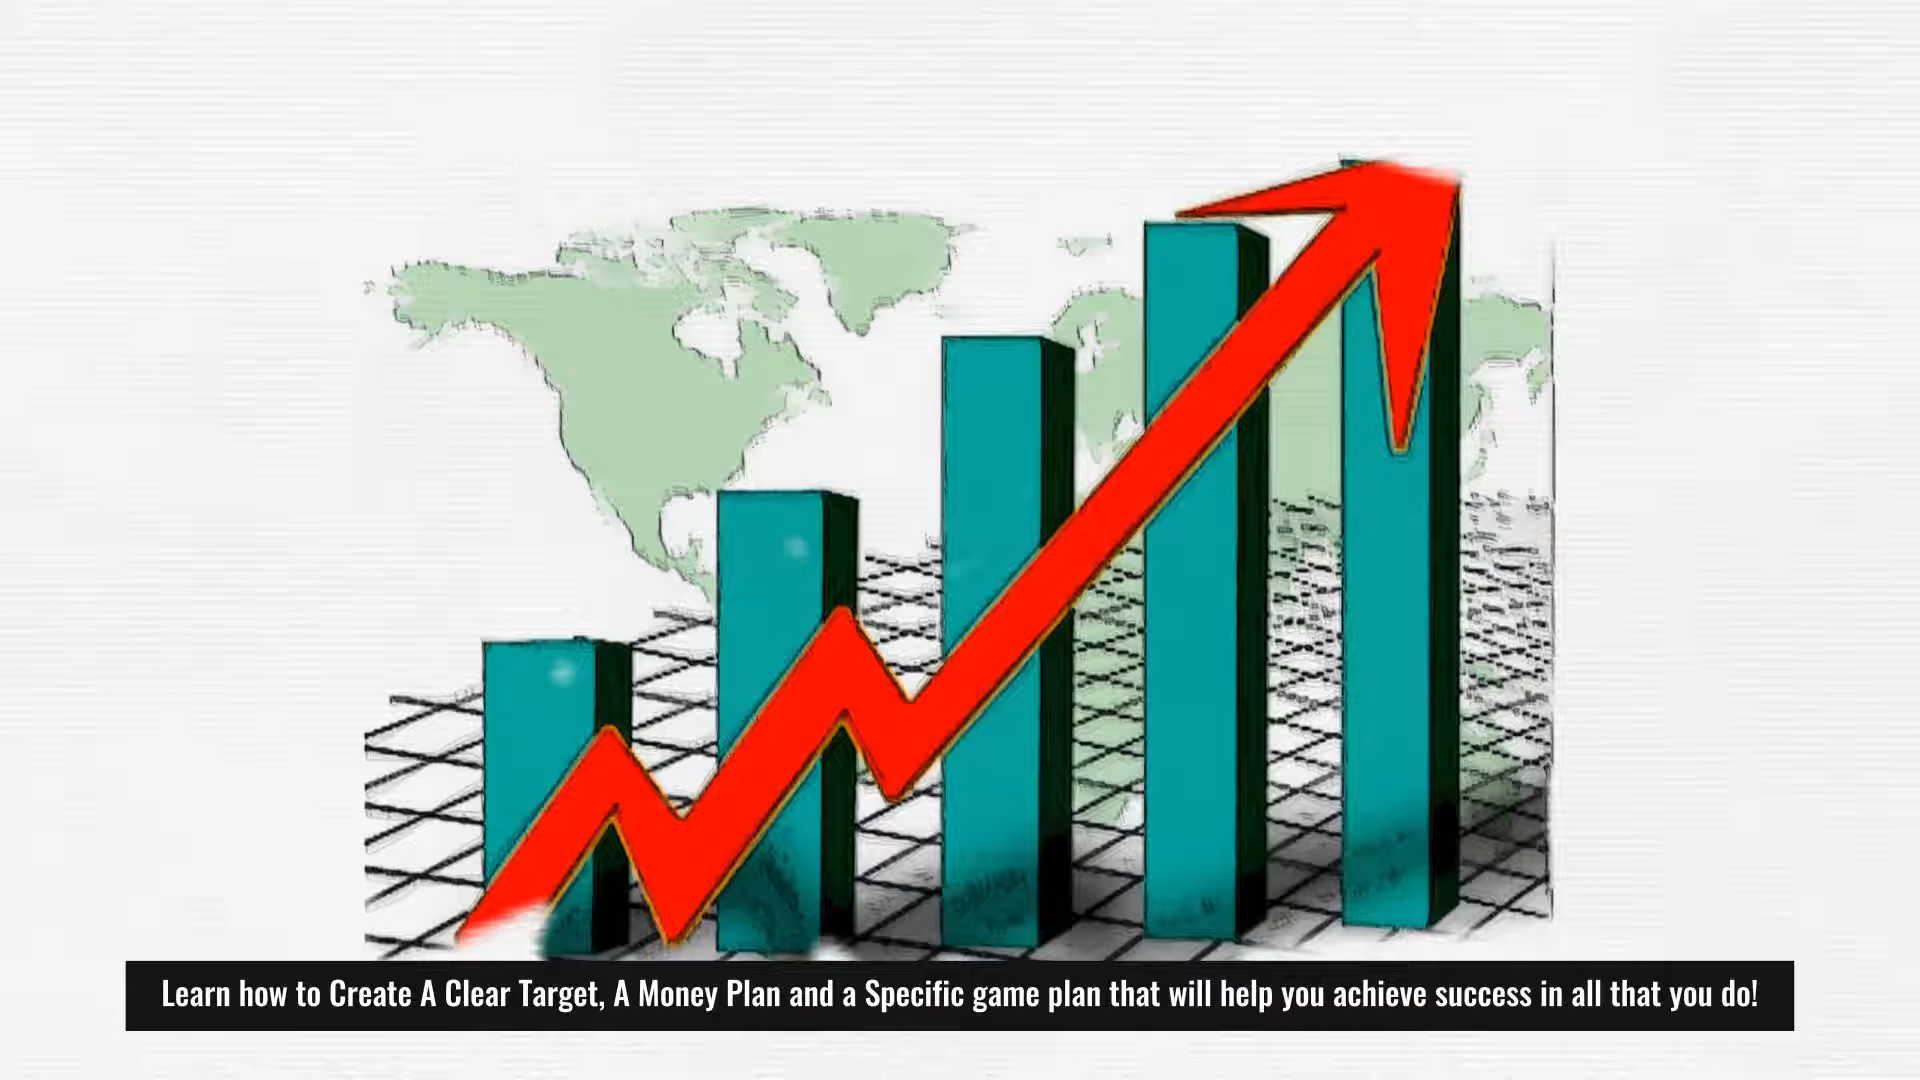 Learn how to Create A Clear Target, A Money Plan and a Specific game plan that will help you achieve success in all that you do!